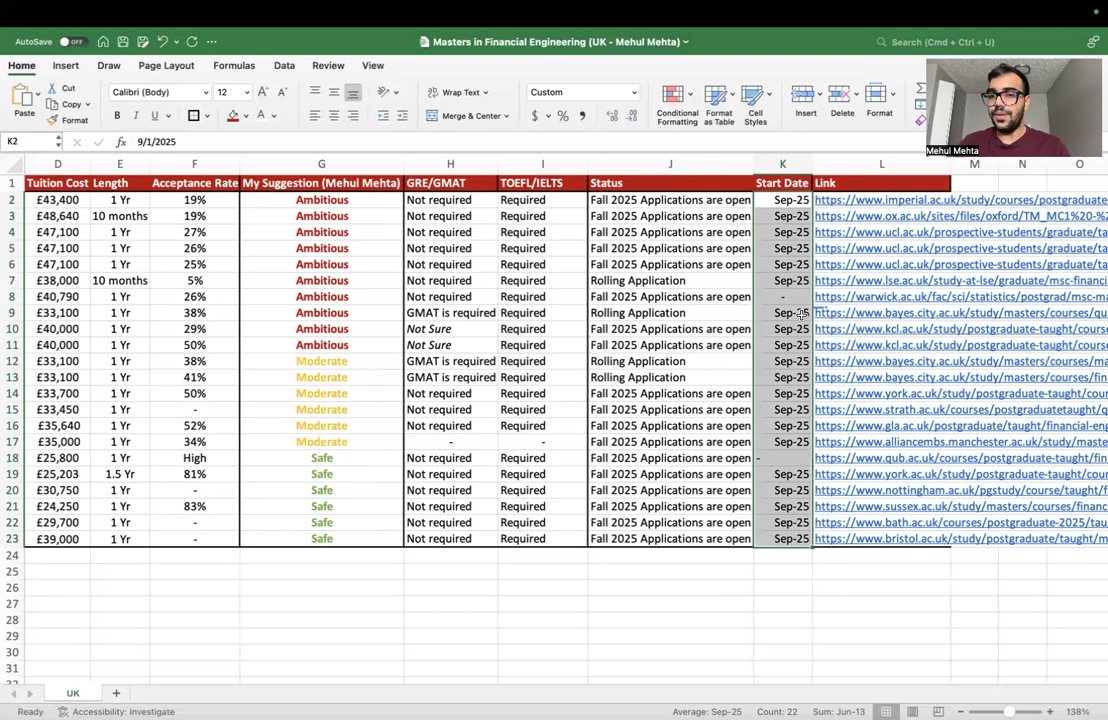 AutoSave OFF Masters in Financial Engineering (UK - Mehul Mehta) Search (Cmd + Ctrl + U)
Home Insert Draw Page Layout Formulas Data Review View
Paste Cut Copy Format Calibri (Body) 12 Wrap Text Merge & Center Custom Conditional Formatting Format as Table Cell Styles Insert Delete Format
Mehul Mehta
K2 fx 9/1/2025
D E F G H I J K L M N O
1 Tuition Cost Length Acceptance Rate My Suggestion (Mehul Mehta) GRE/GMAT TOEFL/IELTS Status Start Date Link
2 £43,400 1 Yr 19% Ambitious Not required Required Fall 2025 Applications are open Sep-25 https://www.imperial.ac.uk/study/courses/postgraduate
3 £48,640 10 months 19% Ambitious Not required Required Fall 2025 Applications are open Sep-25 https://www.ox.ac.uk/sites/files/oxford/TM_MC1%20-%2
4 £47,100 1 Yr 27% Ambitious Not required Required Fall 2025 Applications are open Sep-25 https://www.ucl.ac.uk/prospective-students/graduate/ta
5 £47,100 1 Yr 26% Ambitious Not required Required Fall 2025 Applications are open Sep-25 https://www.ucl.ac.uk/prospective-students/graduate/ta
6 £47,100 1 Yr 25% Ambitious Not required Required Fall 2025 Applications are open Sep-25 https://www.ucl.ac.uk/prospective-students/graduate/ta
7 £38,000 10 months 5% Ambitious Not required Required Rolling Application Sep-25 https://www.lse.ac.uk/study-at-lse/graduate/msc-financi
8 £40,790 1 Yr 26% Ambitious Not required Required Fall 2025 Applications are open - https://warwick.ac.uk/fac/sci/statistics/postgrad/msc-ma
9 £33,100 1 Yr 38% Ambitious GMAT is required Required Rolling Application Sep-25 https://www.bayes.city.ac.uk/study/masters/courses/qu
10 £40,000 1 Yr 29% Ambitious Not Sure Required Fall 2025 Applications are open Sep-25 https://www.kcl.ac.uk/study/postgraduate-taught/cours
11 £40,000 1 Yr 50% Ambitious Not Sure Required Fall 2025 Applications are open Sep-25 https://www.kcl.ac.uk/study/postgraduate-taught/cours
12 £33,100 1 Yr 38% Moderate GMAT is required Required Rolling Application Sep-25 https://www.bayes.city.ac.uk/study/masters/courses/en
13 £33,100 1 Yr 41% Moderate GMAT is required Required Rolling Application Sep-25 https://www.bayes.city.ac.uk/study/masters/courses/fin
14 £33,700 1 Yr 50% Moderate Not required Required Fall 2025 Applications are open Sep-25 https://www.york.ac.uk/study/postgraduate-taught/cour
15 £33,450 1 Yr - Moderate Not required Required Fall 2025 Applications are open Sep-25 https://www.strath.ac.uk/courses/postgraduatetaught/q
16 £35,640 1 Yr 52% Moderate Not required Required Fall 2025 Applications are open Sep-25 https://www.gla.ac.uk/postgraduate/taught/financial-eng
17 £35,000 1 Yr 34% Moderate - - Fall 2025 Applications are open Sep-25 https://www.alliancembs.manchester.ac.uk/study/maste
18 £25,800 1 Yr High Safe Not required Required Fall 2025 Applications are open - https://www.qub.ac.uk/courses/postgraduate-taught/fin
19 £25,203 1.5 Yr 81% Safe Not required Required Fall 2025 Applications are open Sep-25 https://www.york.ac.uk/study/postgraduate-taught/cour
20 £30,750 1 Yr - Safe Not required Required Fall 2025 Applications are open Sep-25 https://www.nottingham.ac.uk/pgstudy/course/taught/f
21 £24,250 1 Yr 83% Safe Not required Required Fall 2025 Applications are open Sep-25 https://www.sussex.ac.uk/study/masters/courses/financ
22 £29,700 1 Yr - Safe Not required Required Fall 2025 Applications are open Sep-25 https://www.bath.ac.uk/courses/postgraduate-2025/tau
23 £39,000 1 Yr - Safe Not required Required Fall 2025 Applications are open Sep-25 https://www.bristol.ac.uk/study/postgraduate/taught/m
24
25
26
27
28
29
30
31
UK
Ready Accessibility: Investigate Average: Sep-25 Count: 22 Sum: Jun-13 138%